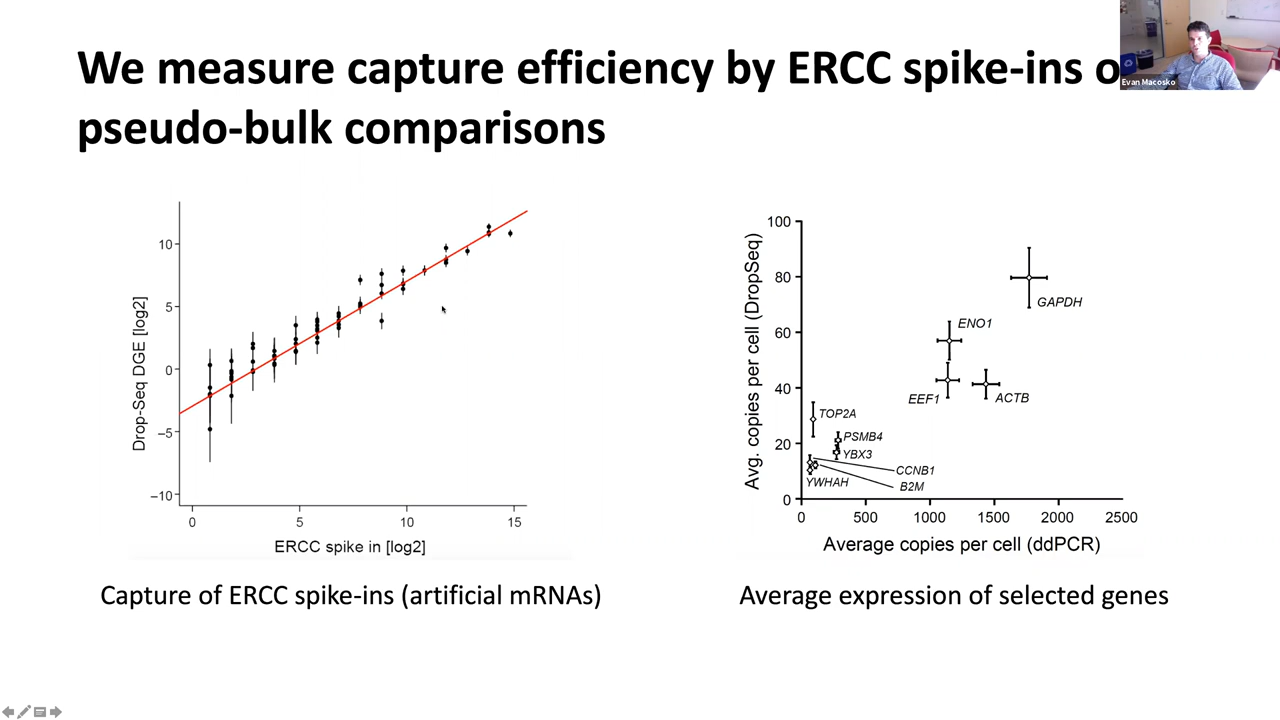 We measure capture efficiency by ERCC spike-ins
pseudo-bulk comparisons
Evan Macosko
Drop-Seq DGE [log2]
10
5
0
−5
−10
0 5 10 15
ERCC spike in [log2]
Capture of ERCC spike-ins (artificial mRNAs)
Avg. copies per cell (DropSeq)
100
80
60
40
20
0
GAPDH
ENO1
EEF1
ACTB
TOP2A
PSMB4
YBX3
CCNB1
YWHAH
B2M
0 500 1000 1500 2000 2500
Average copies per cell (ddPCR)
Average expression of selected genes